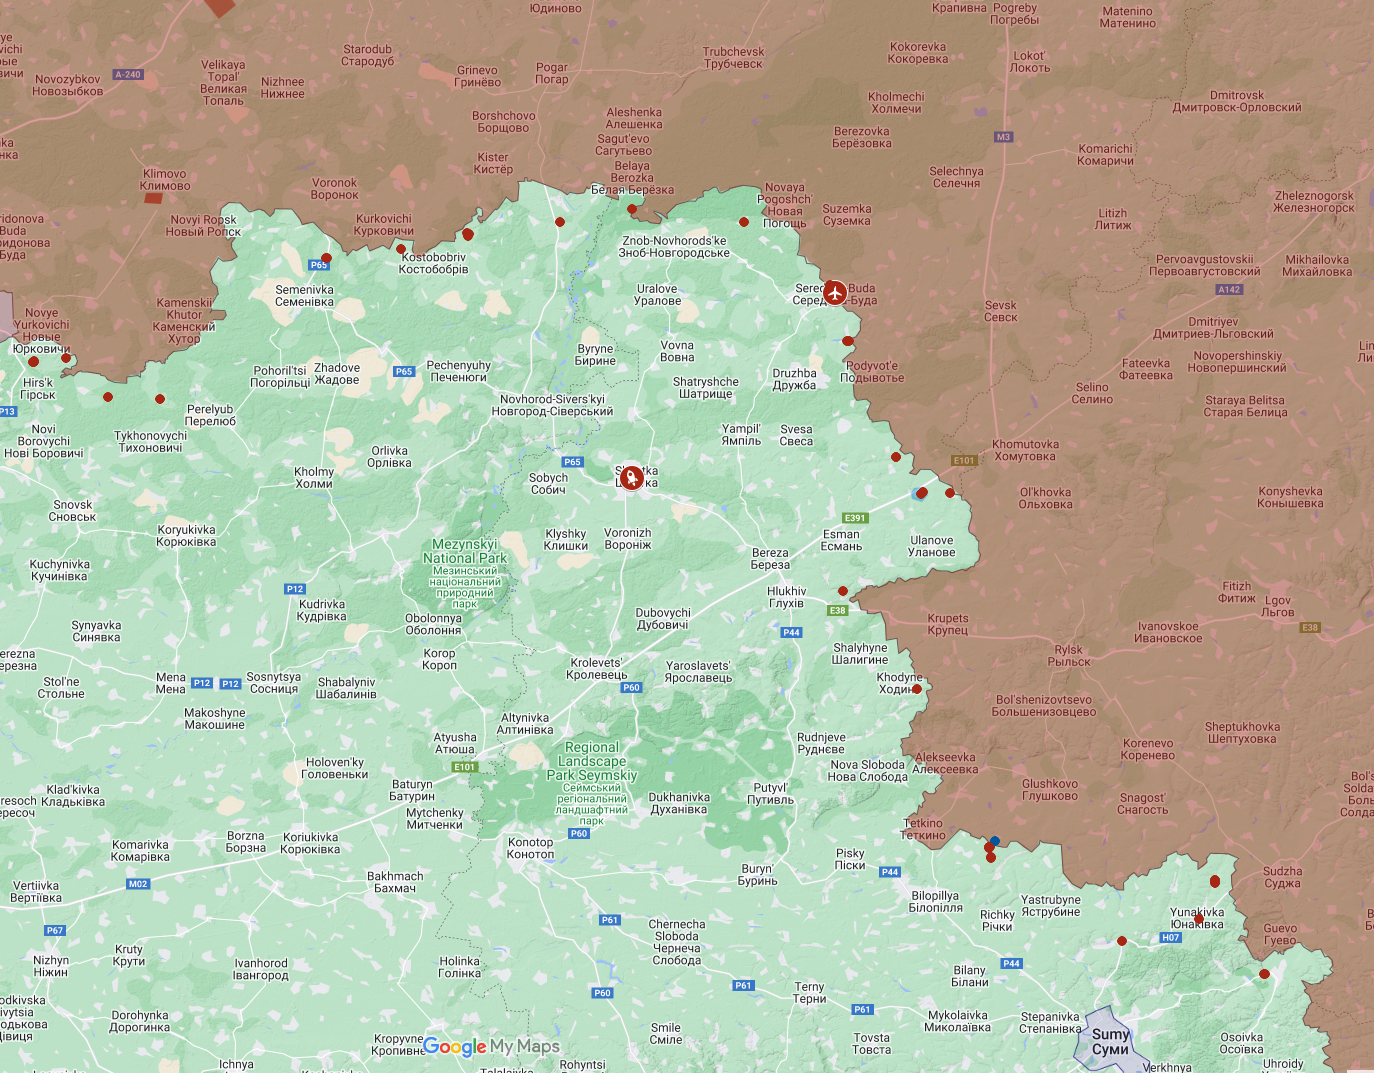 Юдиново
Крапивна
Pogreby
Погребы
Matenino
Матенино
Starodub
Стародуб
Trubchevsk
Трубчевск
Kokorevka
Кокоревка
Lokot'
Локоть
A-240
Novozybkov
Новозыбков
Velikaya
Topal'
Великая
Топаль
Nizhnee
Нижнее
Grinevo
Гринёво
Pogar
Погар
Kholmechi
Холмечи
Dmitrovsk
Дмитровск-Орловский
Borshchovo
Борщово
Aleshenka
Алешенка
Sagut'evo
Сагутьево
Berezovka
Берёзовка
M3
Komarichi
Комаричи
Kister
Кистёр
Belaya
Berozka
Белая Берёзка
Selechnya
Селечня
Klimovo
Климово
Voronok
Воронок
Novaya
Pogoshch'
Новая
Погощь
Zheleznogorsk
Железногорск
Novyi Ropsk
Новый Ропск
Kurkovichi
Курковичи
Suzemka
Суземка
Litizh
Литиж
Znob-Novhorods'ke
Зноб-Новгородське
P65
Kostobobriv
Костобобрів
Pervoavgustovskii
Первоавгустовский
Mikhailovka
Михайловка
Semenivka
Семенівка
Uralove
Уралове
A142
Kamenskii
Khutor
Каменский
Хутор
Sevsk
Севск
Novye
Yurkovichi
Новые
Юрковичи
Dmitriyev
Дмитриев-Льговский
Byryne
Бирине
Vovna
Вовна
Hirs'k
Гірськ
Pohoril'tsi
Погорільці
Zhadove
Жадове
P65
Pechenyuhy
Печенюги
Shatryshche
Шатрище
Druzhba
Дружба
Podyvot'e
Подывотье
Fateevka
Фатеевка
Novopershinskiy
Новопершинский
Selino
Селино
P13
Perelyub
Перелюб
Novhorod-Sivers'kyi
Новгород-Сіверський
Staraya Belitsa
Старая Белица
Novi
Borovychi
Нові Боровичі
Tykhonovychi
Тихоновичі
Yampil'
Ямпіль
Svesa
Свеса
Orlivka
Орлівка
Khomutovka
Хомутовка
P65
E101
Kholmy
Холми
Sobych
Собич
Ol'khovka
Ольховка
Konyshevka
Конышевка
Snovsk
Сновськ
Koryukivka
Корюківка
E391
Klyshky
Клишки
Voronizh
Вороніж
Esman
Есмань
Ulanove
Уланове
Mezynskyi
National Park
Мезинський
національний
природний
парк
Bereza
Береза
Kuchynivka
Кучинівка
P12
Hlukhiv
Глухів
Fitizh
Фитиж
Lgov
Льгов
Kudrivka
Кудрівка
E38
Obolonnya
Оболоння
Dubovychi
Дубовичі
Krupets
Крупец
Ivanovskoe
Ивановское
E38
Synyavka
Синявка
P44
Shalyhyne
Шалигине
Rylsk
Рыльск
Korop
Короп
Krolevets'
Кролевець
Yaroslavets'
Ярославець
Stol'ne
Стольне
Mena
Мена
P12
P12
Sosnytsya
Сосниця
Shabalyniv
Шабалинів
P60
Khodyne
Bol'shenizovtsevo
Большенизовцево
Makoshyne
Макошине
Altynivka
Алтинівка
Sheptukhovka
Шептуховка
Atyusha
Атюша
Regional
Landscape
Park Seymskiy
Сеймський
регіональний
ландшафтний
парк
Rudnjeve
Руднєве
Korenevo
Коренево
Holoven'ky
Головеньки
E101
Nova Sloboda
Нова Слобода
Alekseevka
Алексеевка
Klad'kivka
Кладьківка
Baturyn
Батурин
Dukhanivka
Духанівка
Putyvl'
Путивль
Glushkovo
Глушково
Snagost'
Снагость
Mytchenky
Митченки
Tetkino
Теткино
Komarivka
Комарівка
Borzna
Борзна
Koriukivka
Корюківка
P60
Konotop
Конотоп
Pisky
Піски
Buryn'
Буринь
P44
Sudzha
Суджа
Vertiivka
Вертіївка
M02
Bakhmach
Бахмач
Bilopillya
Білопілля
Yastrubyne
Яструбине
Richky
Річки
Yunakivka
Юнаківка
P61
H07
Guevo
Гуево
P67
Chernecha
Sloboda
Чернеча
Слобода
Kruty
Крути
Nizhyn
Ніжин
Ivanhorod
Івангород
Holinka
Голінка
P44
Bilany
Білани
P60
P61
Terny
Терни
P61
Dorohynka
Дорогинка
Mykolaivka
Миколаївка
Stepanivka
Степанівка
Smile
Сміле
Tovsta
Товста
Sumy
Суми
Osoivka
Осоївка
Google My Maps
Ichnya
Rohyntsi
Uhroidy